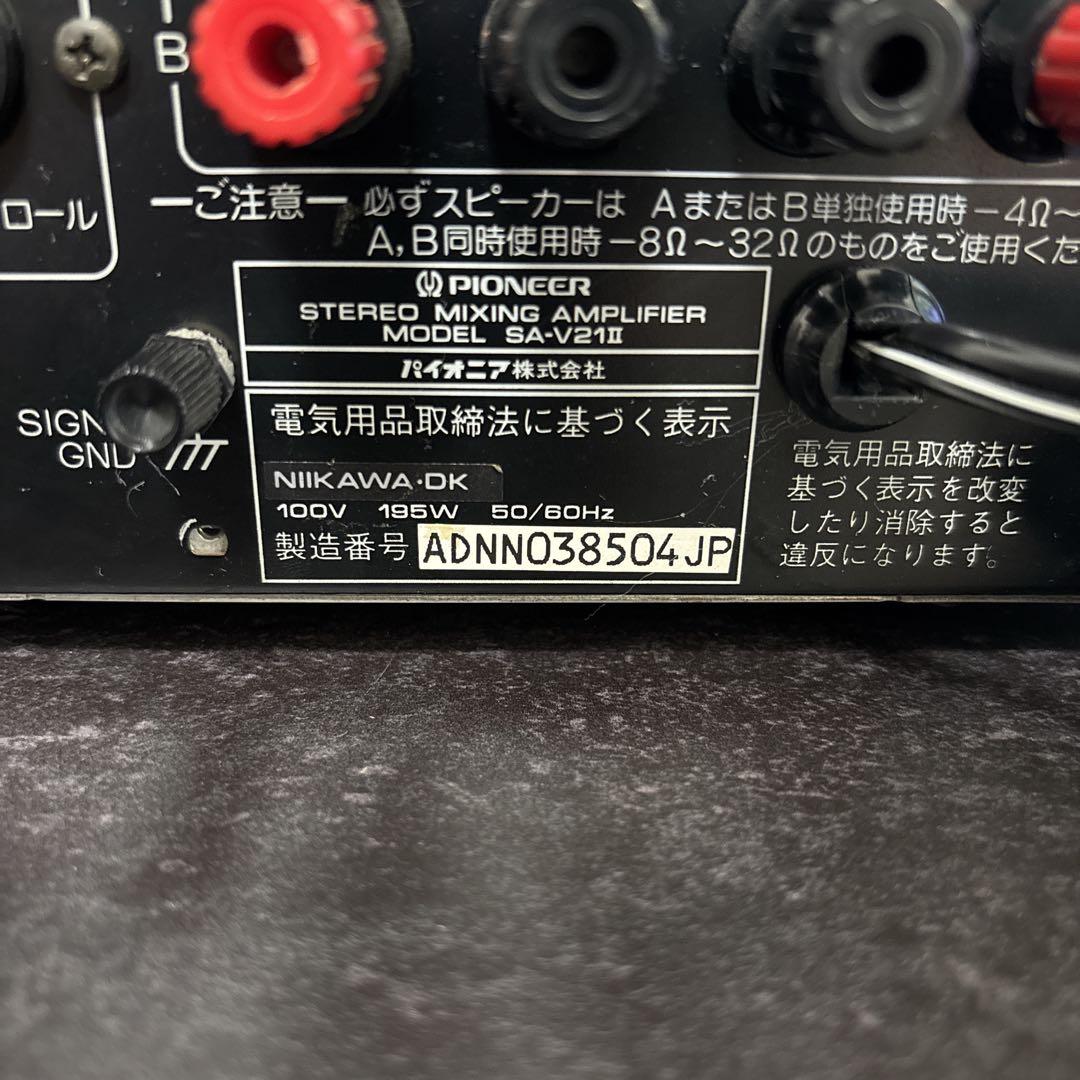 B
ロール
ーご注意ー 必ずスピーカーは AまたはB単独使用時－4Ω〜
A,B同時使用時－8Ω〜32Ωのものをご使用くだ
PIONEER
STEREO MIXING AMPLIFIER
MODEL SA-V21II
パイオニア株式会社
SIGN
GND
電気用品取締法に基づく表示
NIIKAWA・DK
100V 195W 50/60Hz
製造番号 ADNN038504JP
電気用品取締法に
基づく表示を改変
したり消除すると
違反になります。